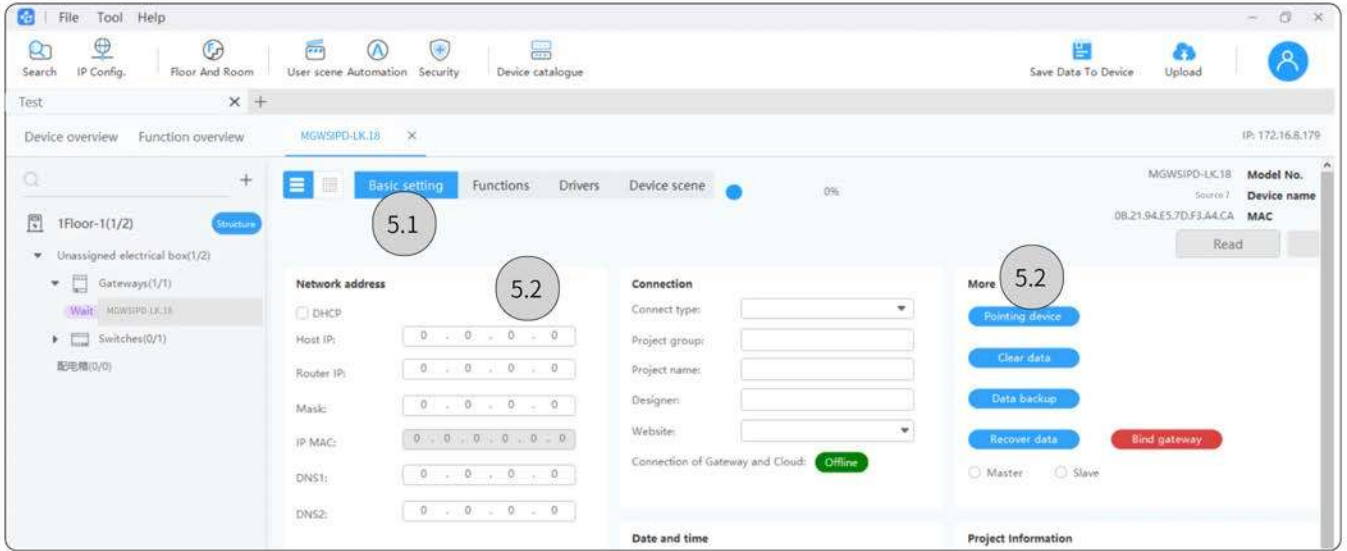 File Tool Help
Search IP Config. Floor And Room User scene Automation Security Device catalogue Save Data To Device Upload
Test
Device overview Function overview MGWSIPD-LK.18 IP: 172.16.8.179
Basic setting Functions Drivers Device scene 0%
5.1
MGWSIPD-LK.18 Model No.
Source 7 Device name
0B.21.94.E5.7D.F3.A4.CA MAC
Read
1Floor-1(1/2) Structure
Unassigned electrical box(1/2)
Gateways(1/1)
Wait MGWSIPD-LK.18
Switches(0/1)
配电箱(0/0)
Network address
5.2
DHCP
Host IP: 0 . 0 . 0 . 0
Router IP: 0 . 0 . 0 . 0
Mask: 0 . 0 . 0 . 0
IP MAC: 0 . 0 . 0 . 0 . 0 . 0
DNS1: 0 . 0 . 0 . 0
DNS2: 0 . 0 . 0 . 0
Connection
Connect type:
Project group:
Project name:
Designer:
Website:
Connection of Gateway and Cloud: Offline
Date and time
More
5.2
Pointing device
Clear data
Data backup
Recover data Bind gateway
Master Slave
Project Information